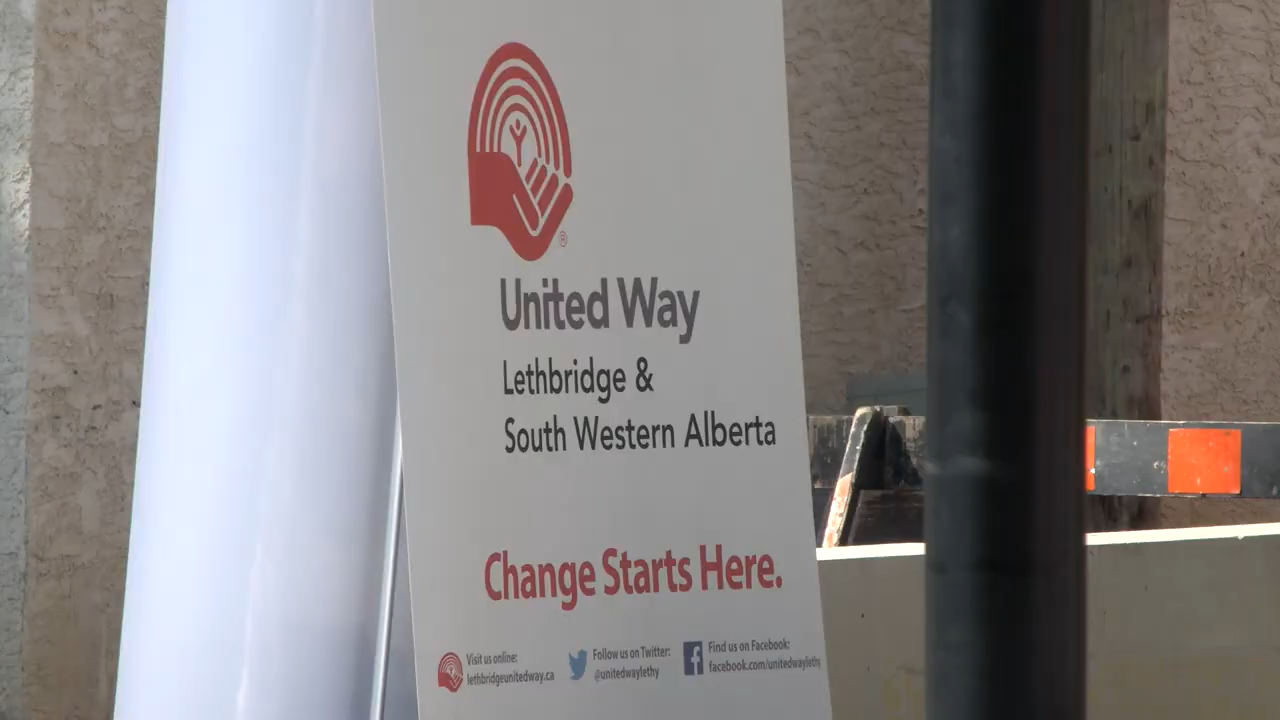 ®
United Way
Lethbridge &
South Western Alberta
Change Starts Here.
Visit us online:
lethbridgeunitedway.ca
Follow us on Twitter:
@unitedwaylethy
Find us on Facebook:
facebook.com/unitedwaylethy